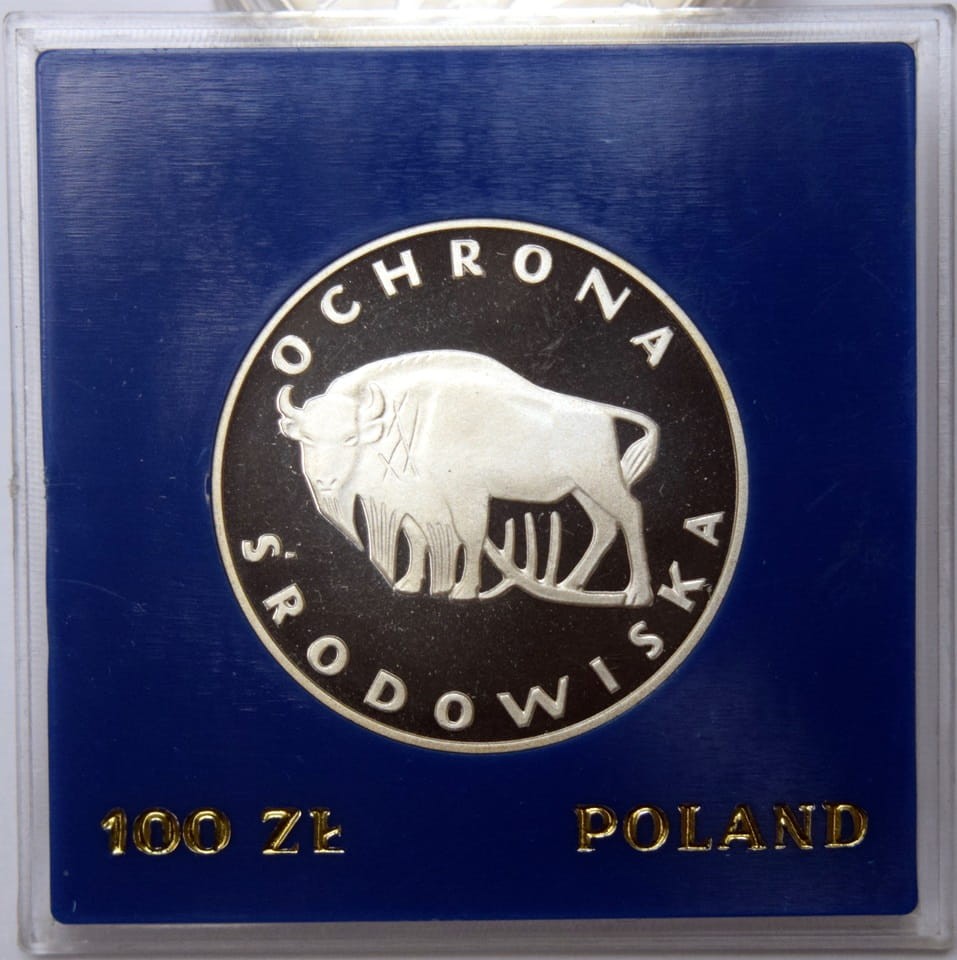 OCHRONA
ŚRODOWISKA
100 ZŁ
POLAND